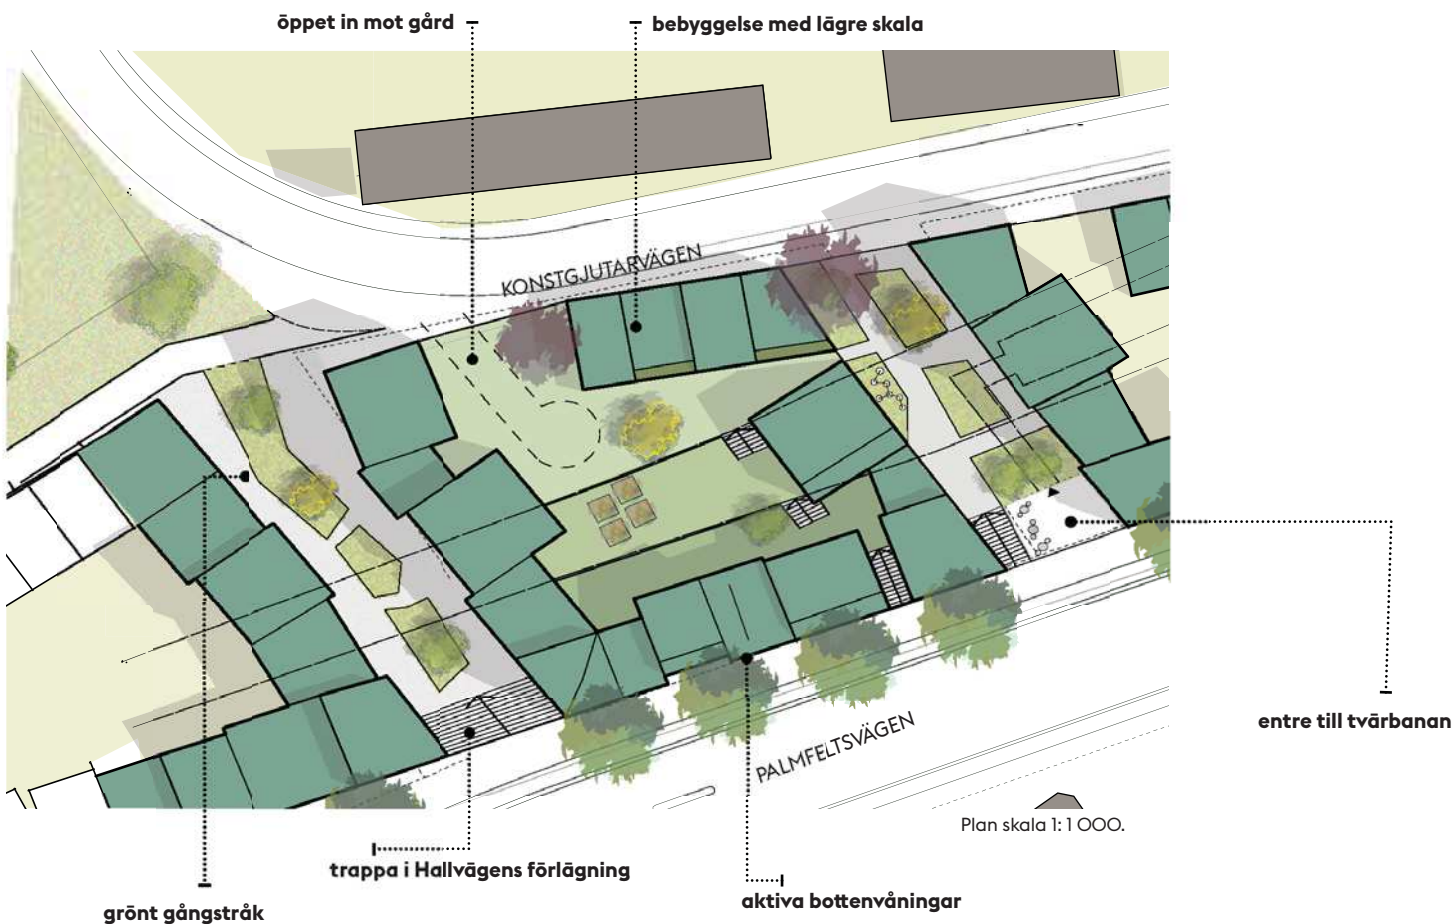 öppet in mot gård
bebyggelse med lägre skala
KONSTGJUTARVÄGEN
entre till tvärbanan
PALMFELTSVÄGEN
Plan skala 1: 1 000.
trappa i Hallvägens förlägning
aktiva bottenvåningar
grönt gångstråk